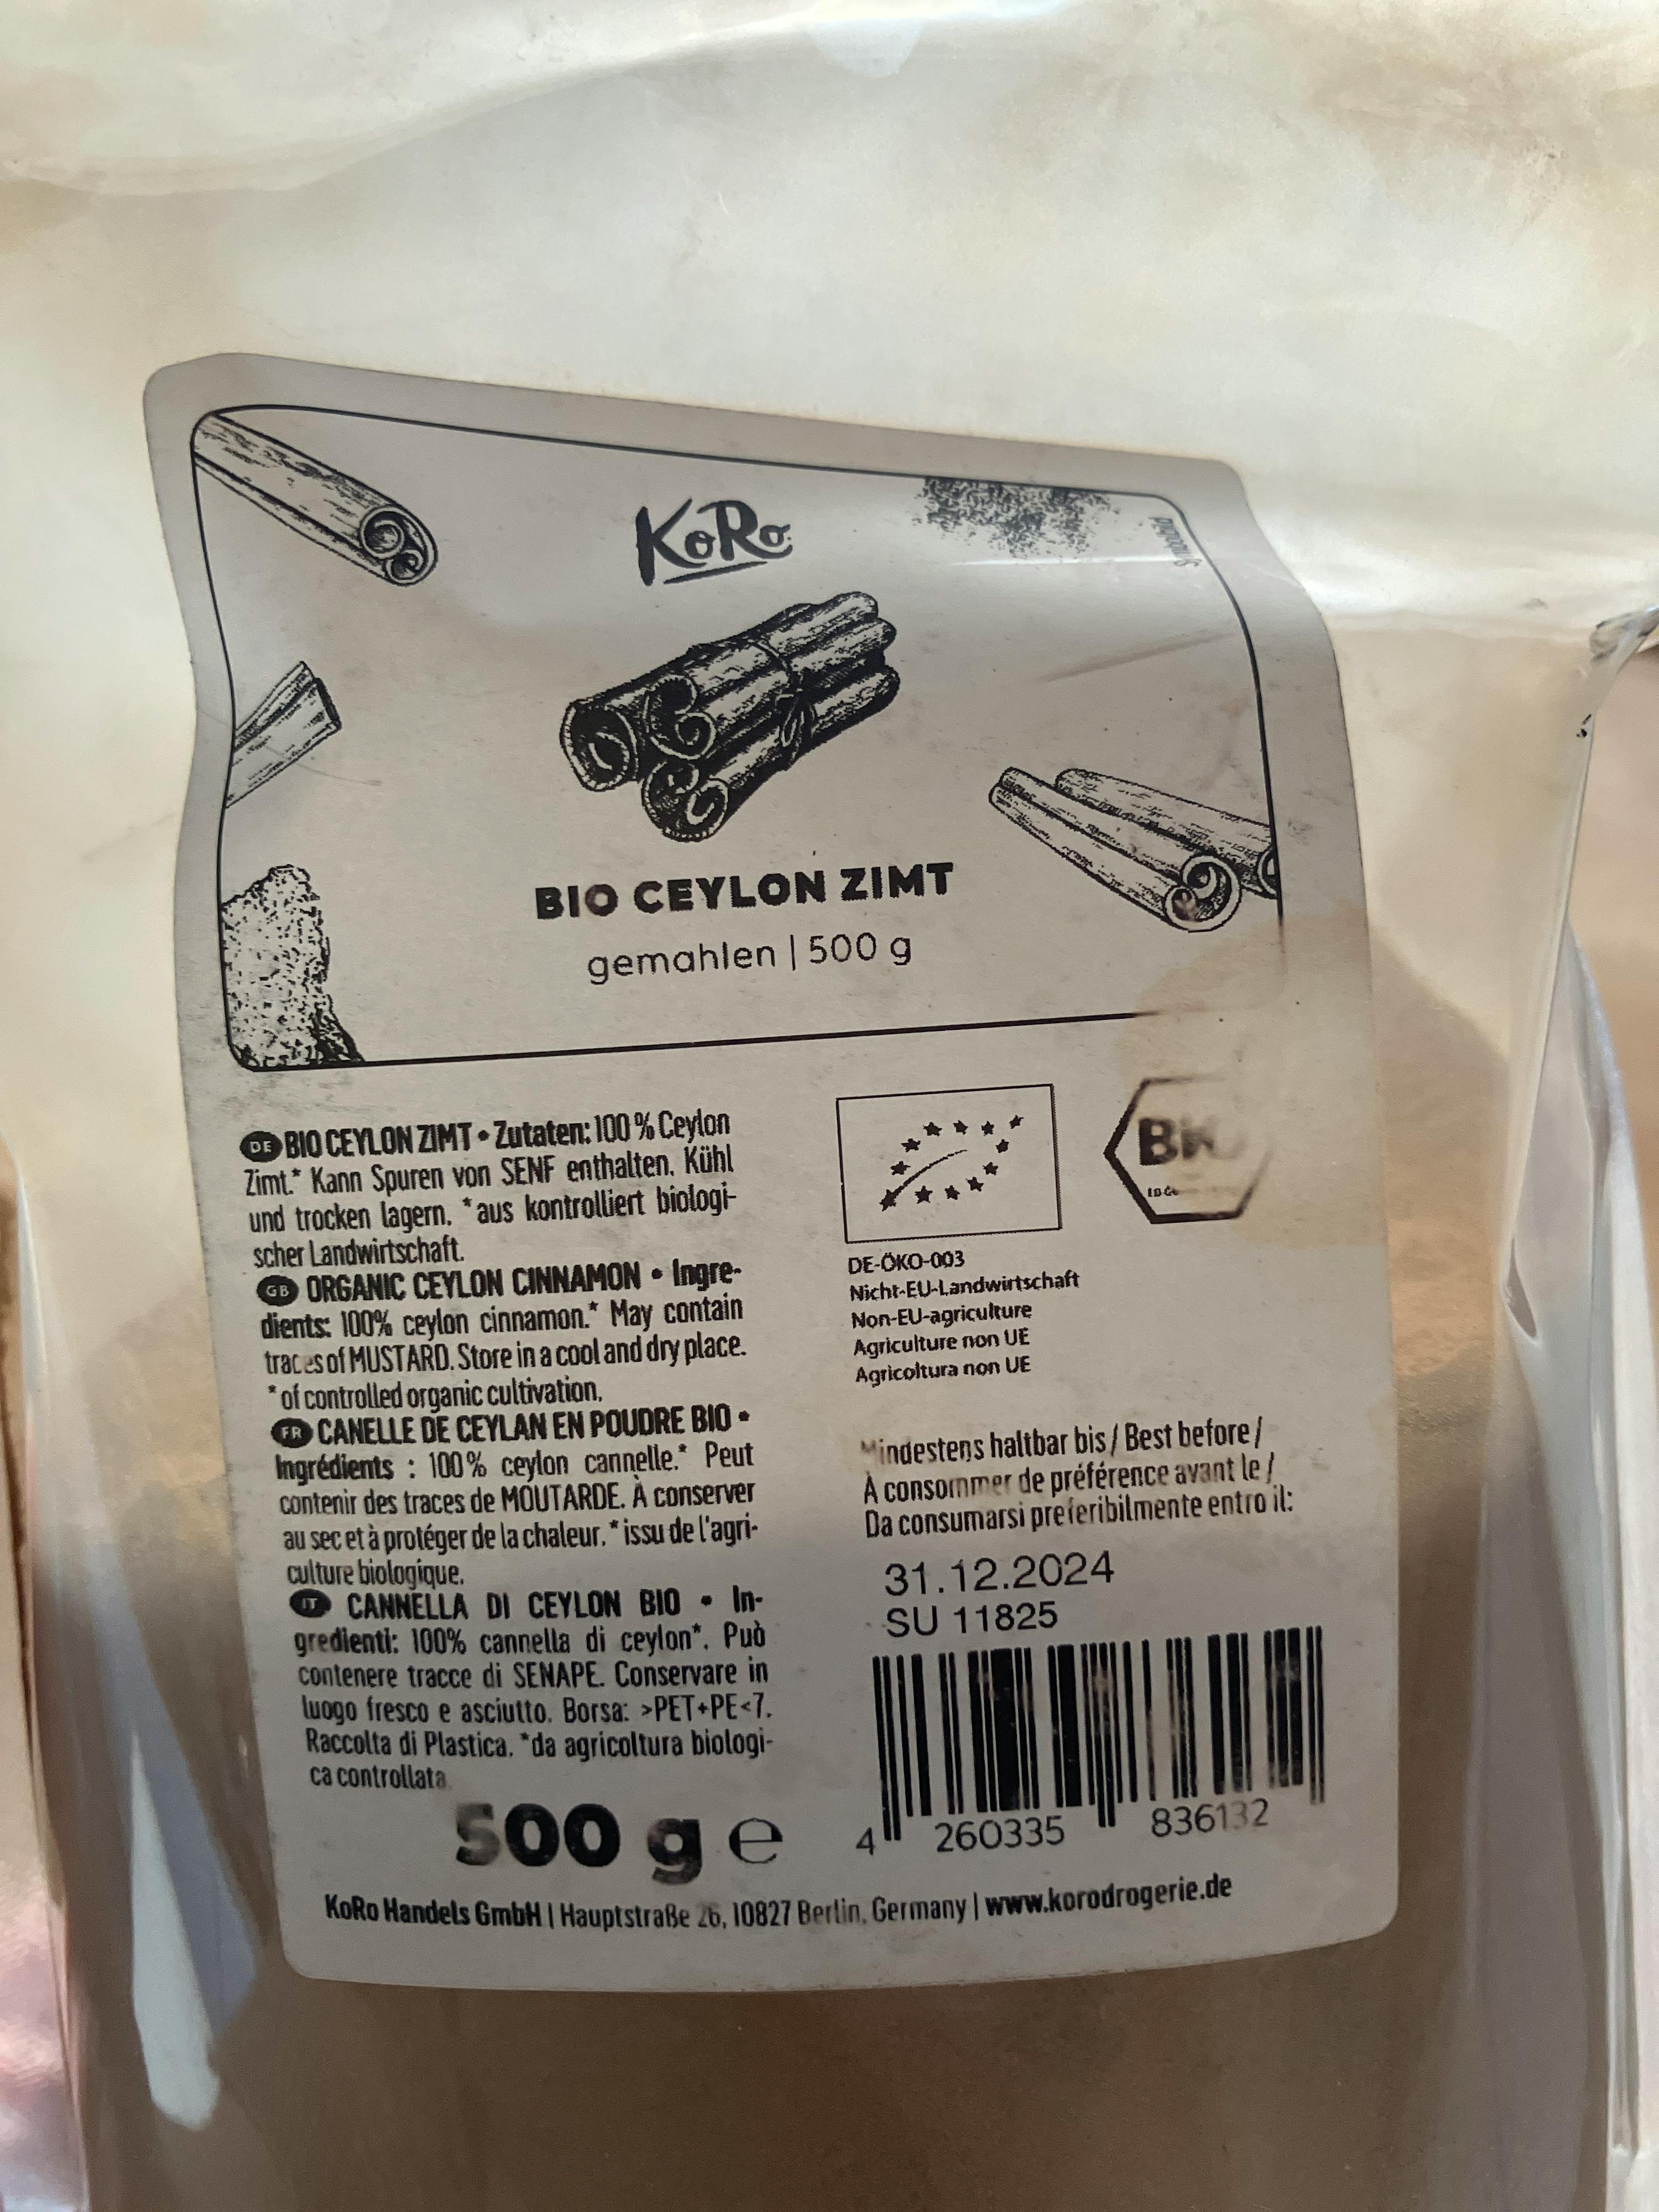 KoRo
BIO CEYLON ZIMT
gemahlen | 500 g
DE BIO CEYLON ZIMT • Zutaten: 100 % Ceylon
Zimt.* Kann Spuren von SENF enthalten. Kühl
und trocken lagern. *aus kontrolliert biologi-
scher Landwirtschaft.
GB ORGANIC CEYLON CINNAMON • Ingre-
dients: 100% ceylon cinnamon.* May contain
traces of MUSTARD. Store in a cool and dry place.
*of controlled organic cultivation.
FR CANELLE DE CEYLAN EN POUDRE BIO •
Ingrédients : 100% ceylon cannelle.* Peut
contenir des traces de MOUTARDE. À conserver
au sec et à protéger de la chaleur. *issu de l'agri-
culture biologique.
IT CANNELLA DI CEYLON BIO • In-
gredienti: 100% cannella di ceylon*. Può
contenere tracce di SENAPE. Conservare in
luogo fresco e asciutto. Borsa: >PET+PE<7.
Raccolta di Plastica. *da agricoltura biologi-
ca controllata
500 g e
DE-ÖKO-003
Nicht-EU-Landwirtschaft
Non-EU-agriculture
Agriculture non UE
Agricoltura non UE
Mindestens haltbar bis / Best before /
À consommer de préférence avant le /
Da consumarsi preferibilmente entro il:
31.12.2024
SU 11825
4 260335 836132
KoRo Handels GmbH | Hauptstraße 26, 10827 Berlin, Germany | www.korodrogerie.de